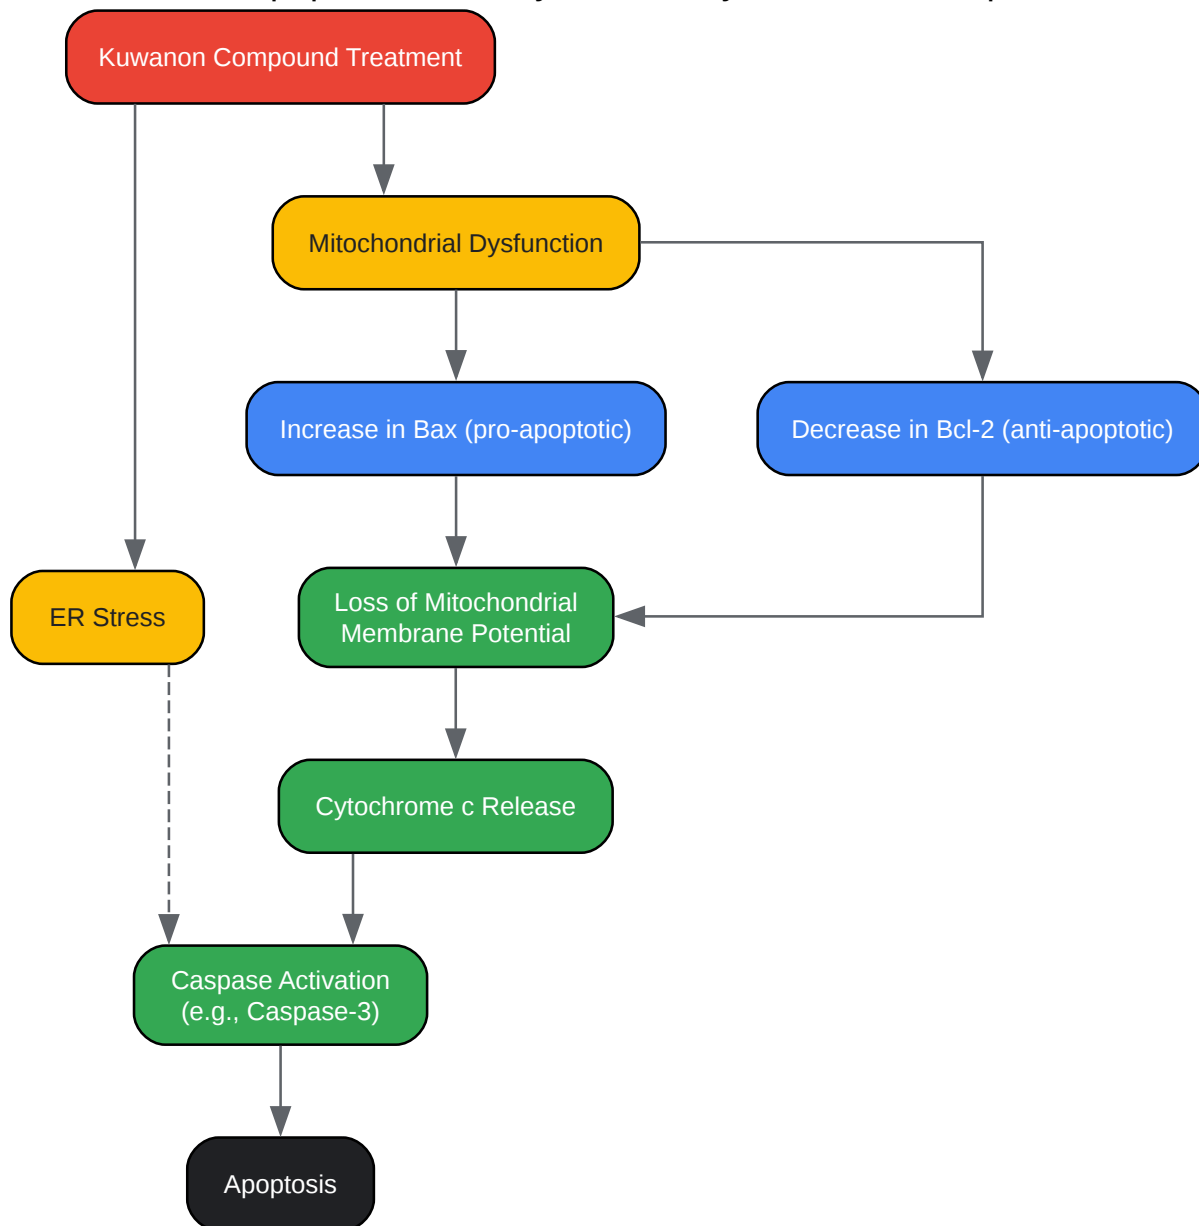 Kuwanon Compound Treatment
Mitochondrial Dysfunction
Increase in Bax (pro-apoptotic)
Decrease in Bcl-2 (anti-apoptotic)
ER Stress
Loss of Mitochondrial
Membrane Potential
Cytochrome c Release
Caspase Activation
(e.g., Caspase-3)
Apoptosis